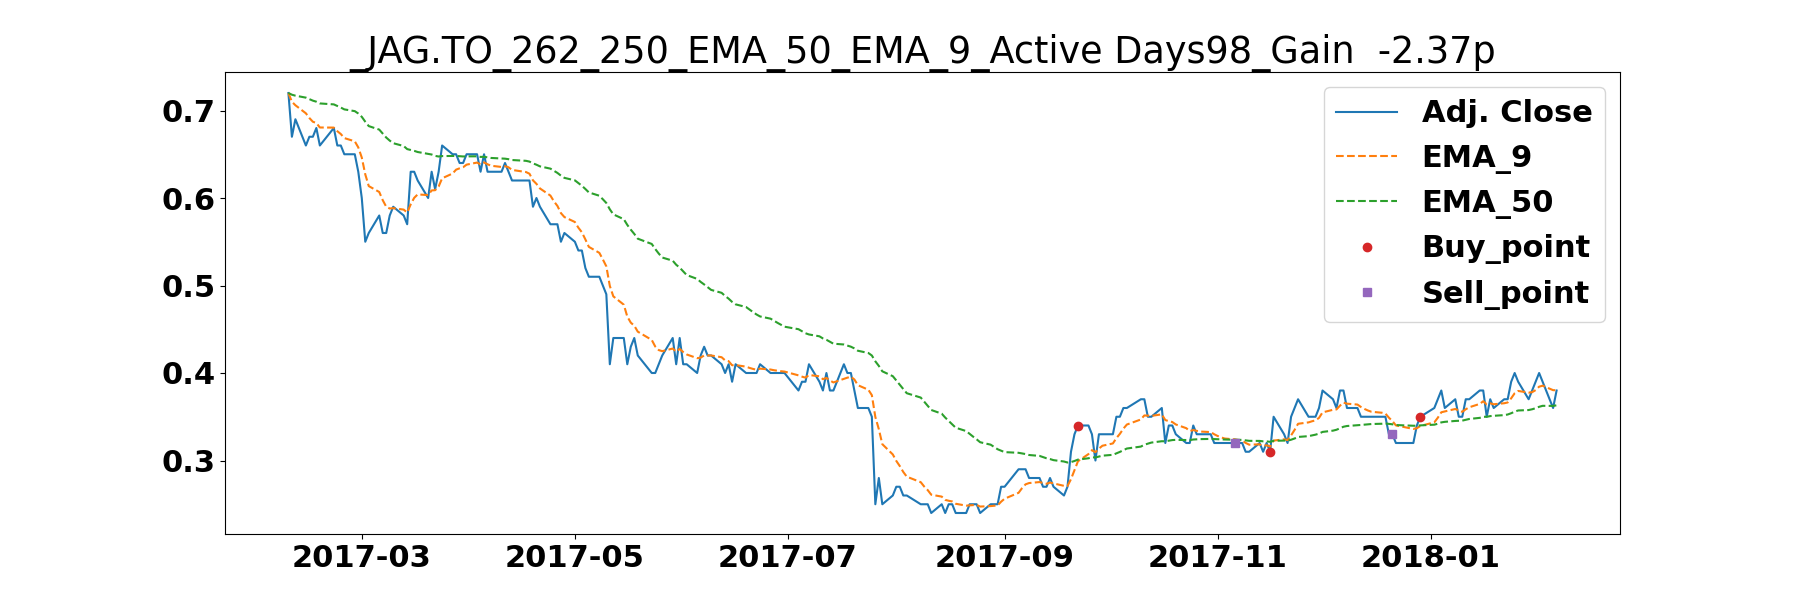 _JAG.TO_262_250_EMA_50_EMA_9_Active Days98_Gain  -2.37p
0.7
0.6
0.5
0.4
0.3
Adj. Close
EMA_9
EMA_50
Buy_point
Sell_point
2017-03 2017-05 2017-07 2017-09 2017-11 2018-01